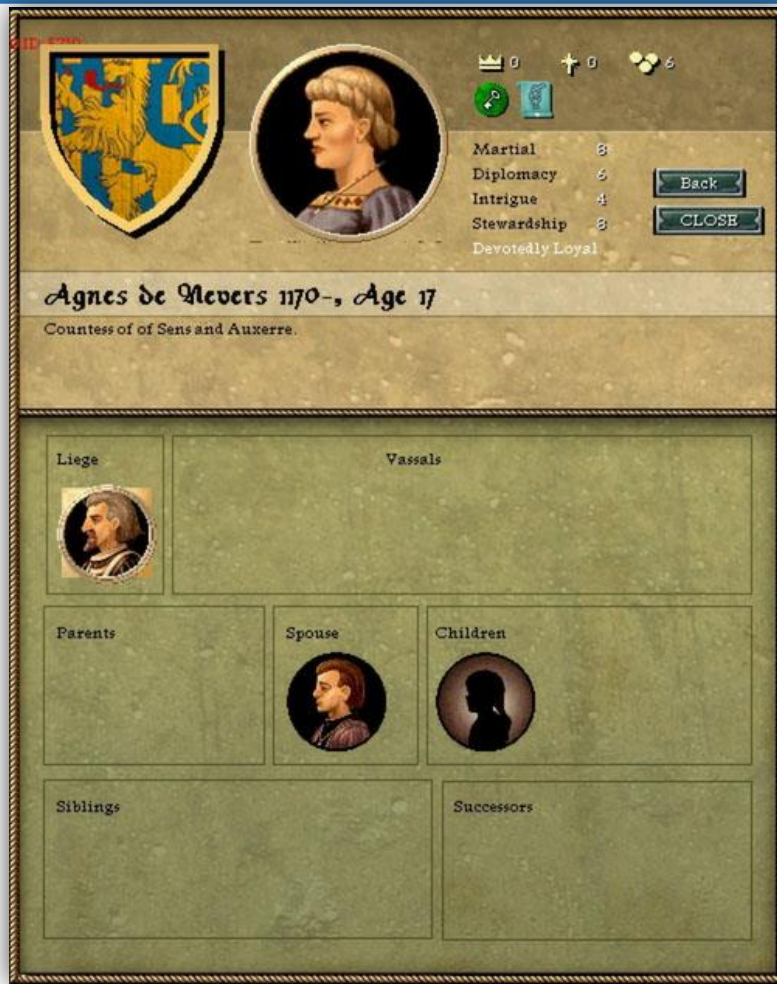 0 0 6
Martial 8
Diplomacy 6
Intrigue 4
Stewardship 8
Devotedly Loyal
Back
CLOSE
Agnes de Nevers 1170-, Age 17
Countess of of Sens and Auxerre.
Liege
Vassals
Parents
Spouse
Children
Siblings
Successors